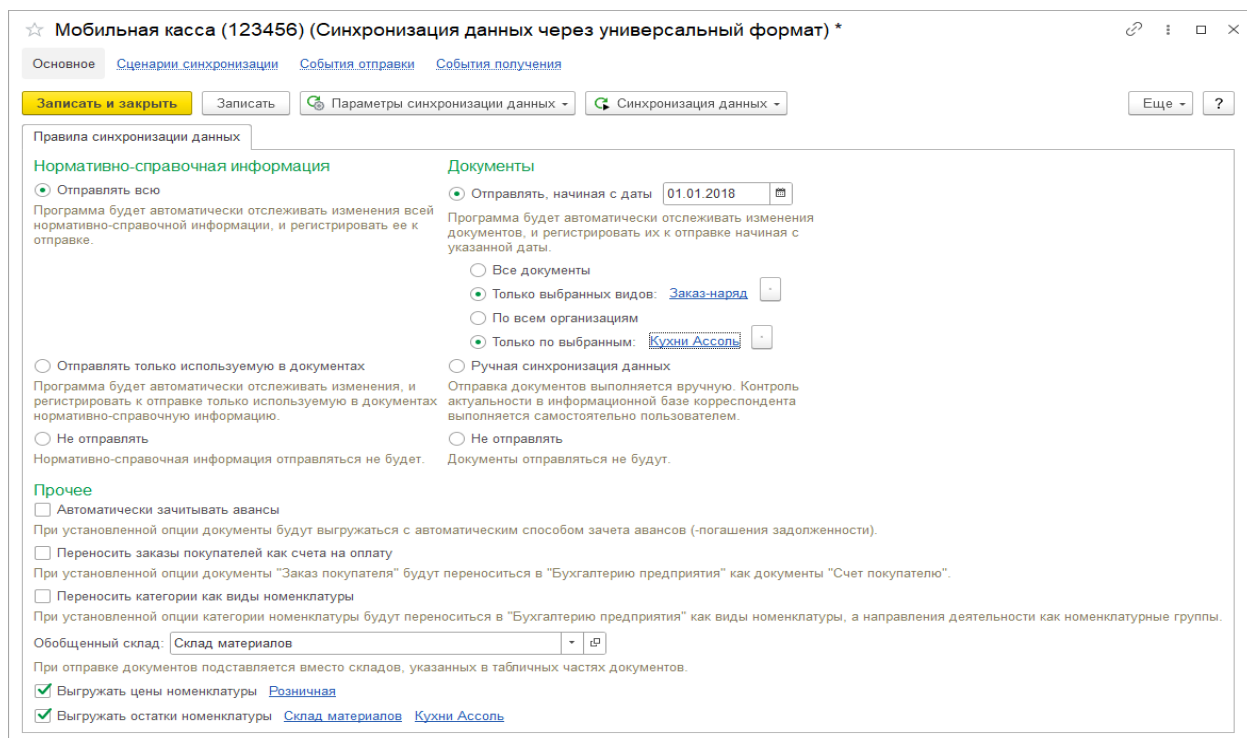 Мобильная касса (123456) (Синхронизация данных через универсальный формат) *
Основное Сценарии синхронизации События отправки События получения
Записать и закрыть Записать Параметры синхронизации данных Синхронизация данных Еще ?
Правила синхронизации данных
Нормативно-справочная информация
Отправлять всю
Программа будет автоматически отслеживать изменения всей
нормативно-справочной информации, и регистрировать ее к
отправке.
Отправлять только используемую в документах
Программа будет автоматически отслеживать изменения, и
регистрировать к отправке только используемую в документах
нормативно-справочную информацию.
Не отправлять
Нормативно-справочная информация отправляться не будет.
Документы
Отправлять, начиная с даты 01.01.2018
Программа будет автоматически отслеживать изменения
документов, и регистрировать их к отправке начиная с
указанной даты.
Все документы
Только выбранных видов: Заказ-наряд
По всем организациям
Только по выбранным: Кухни Ассоль
Ручная синхронизация данных
Отправка документов выполняется вручную. Контроль
актуальности в информационной базе корреспондента
выполняется самостоятельно пользователем.
Не отправлять
Документы отправляться не будут.
Прочее
Автоматически зачитывать авансы
При установленной опции документы будут выгружаться с автоматическим способом зачета авансов (-погашения задолженности).
Переносить заказы покупателей как счета на оплату
При установленной опции документы "Заказ покупателя" будут переноситься в "Бухгалтерию предприятия" как документы "Счет покупателю".
Переносить категории как виды номенклатуры
При установленной опции категории номенклатуры будут переноситься в "Бухгалтерию предприятия" как виды номенклатуры, а направления деятельности как номенклатурные группы.
Обобщенный склад: Склад материалов
При отправке документов подставляется вместо складов, указанных в табличных частях документов.
Выгружать цены номенклатуры Розничная
Выгружать остатки номенклатуры Склад материалов Кухни Ассоль